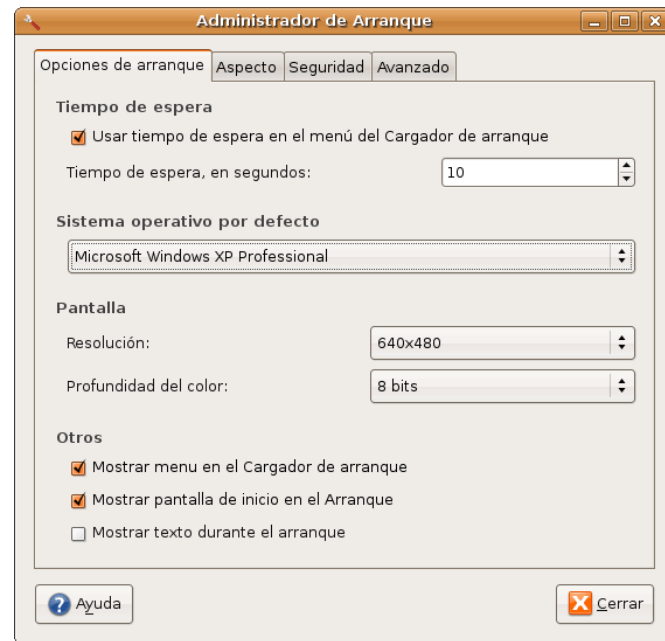 Administrador de Arranque
Opciones de arranque Aspecto Seguridad Avanzado
Tiempo de espera
Usar tiempo de espera en el menú del Cargador de arranque
Tiempo de espera, en segundos: 10
Sistema operativo por defecto
Microsoft Windows XP Professional
Pantalla
Resolución: 640x480
Profundidad del color: 8 bits
Otros
Mostrar menu en el Cargador de arranque
Mostrar pantalla de inicio en el Arranque
Mostrar texto durante el arranque
Ayuda Cerrar